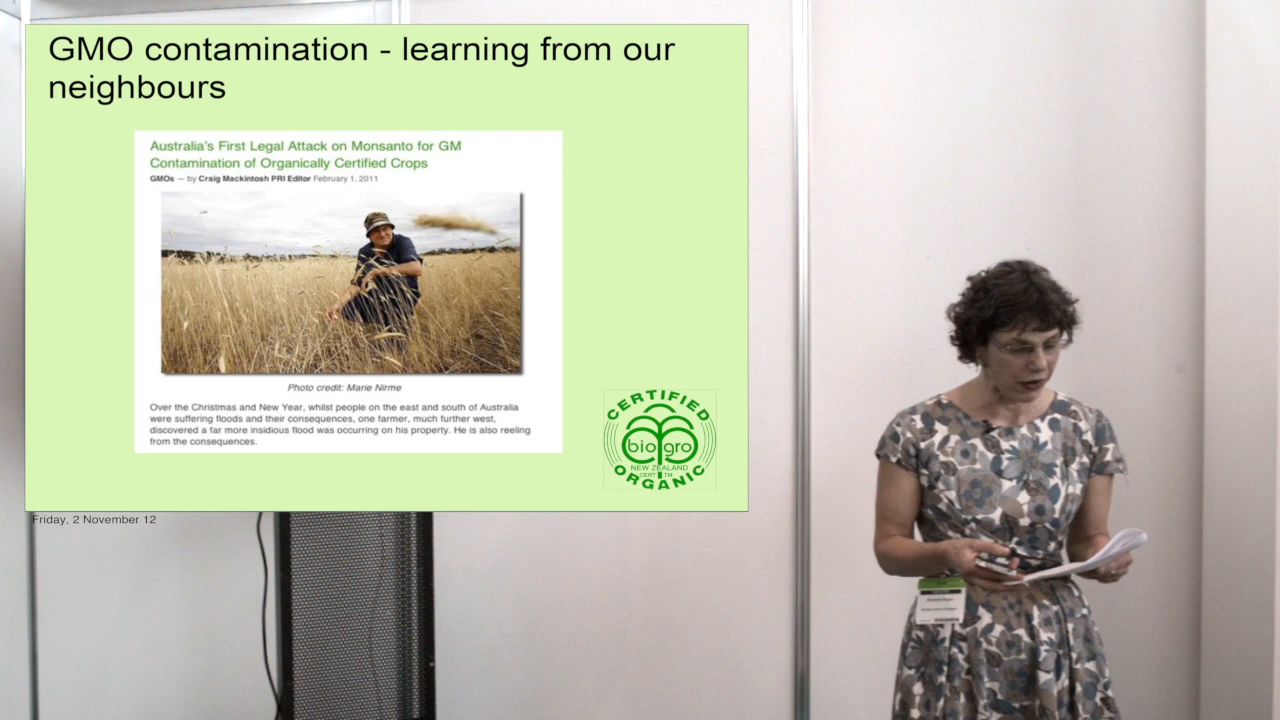 GMO contamination - learning from our
neighbours
Australia's First Legal Attack on Monsanto for GM
Contamination of Organically Certified Crops
GMOs — by Craig Mackintosh PRI Editor February 1, 2011
Photo credit: Marie Nirme
Over the Christmas and New Year, whilst people on the east and south of Australia
were suffering floods and their consequences, one farmer, much further west,
discovered a far more insidious flood was occurring on his property. He is also reeling
from the consequences.
CERTIFIED
bio gro
NEW ZEALAND
CERT TM
ORGANIC
Friday, 2 November 12